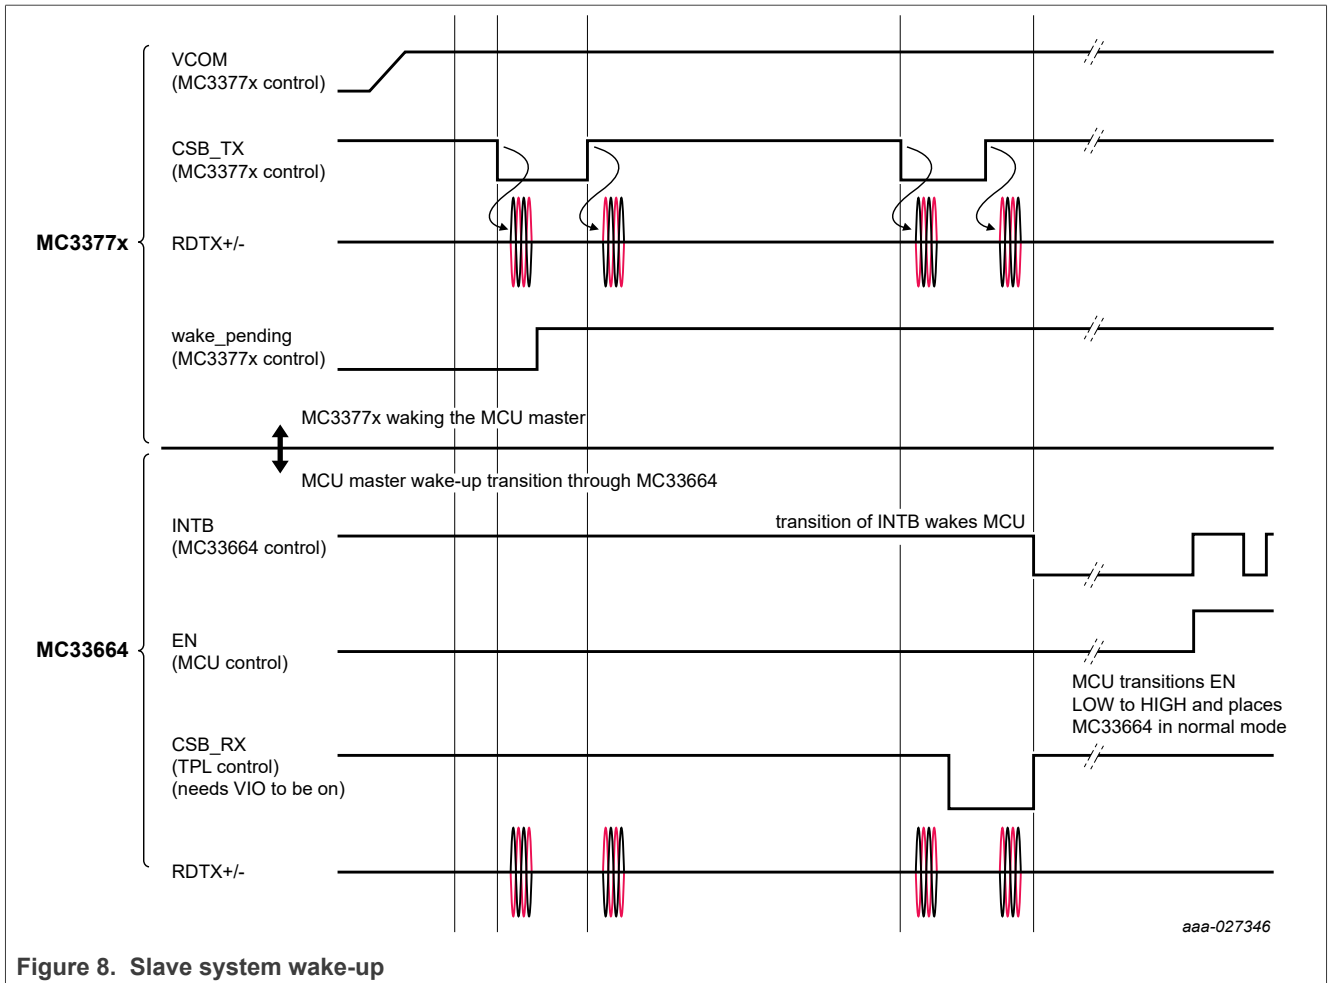 VCOM
(MC3377x control)
CSB_TX
(MC3377x control)
MC3377x
RDTX+/-
wake_pending
(MC3377x control)
MC3377x waking the MCU master
MCU master wake-up transition through MC33664
INTB
(MC33664 control)
transition of INTB wakes MCU
MC33664
EN
(MCU control)
MCU transitions EN
LOW to HIGH and places
MC33664 in normal mode
CSB_RX
(TPL control)
(needs VIO to be on)
RDTX+/-
aaa-027346
Figure 8. Slave system wake-up